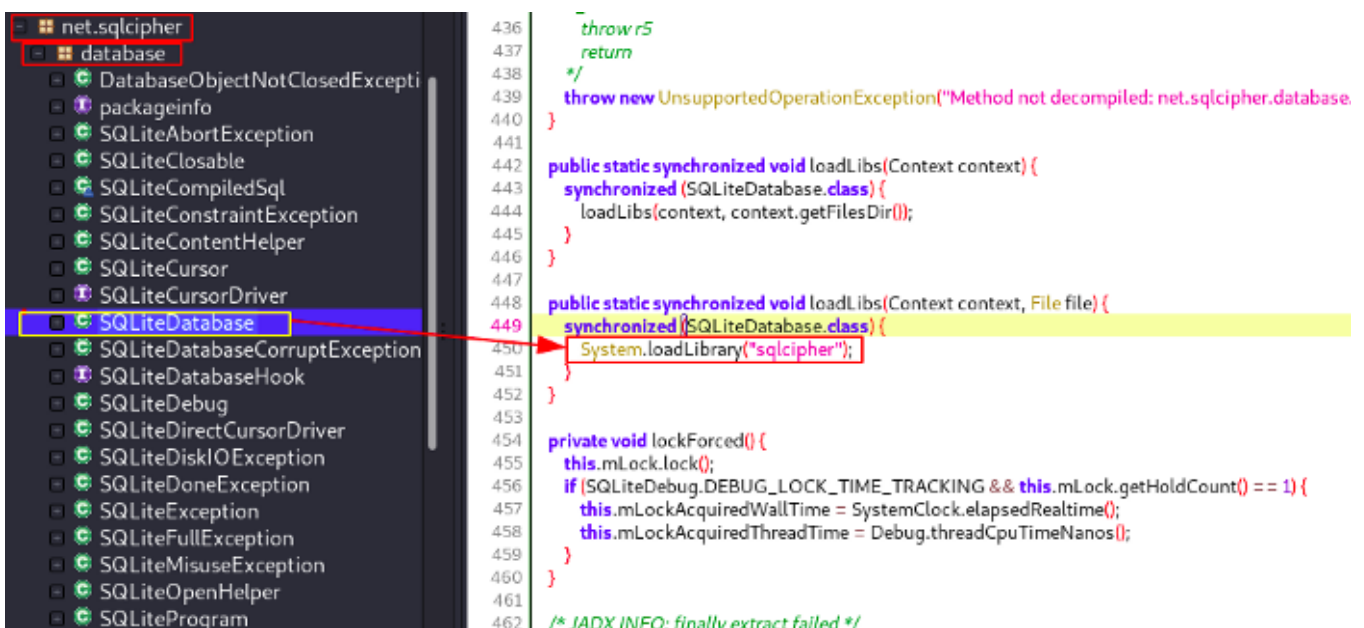 net.sqlcipher
database
DatabaseObjectNotClosedExcepti
packageinfo
SQLiteAbortException
SQLiteClosable
SQLiteCompiledSql
SQLiteConstraintException
SQLiteContentHelper
SQLiteCursor
SQLiteCursorDriver
SQLiteDatabase
SQLiteDatabaseCorruptException
SQLiteDatabaseHook
SQLiteDebug
SQLiteDirectCursorDriver
SQLiteDiskIOException
SQLiteDoneException
SQLiteException
SQLiteFullException
SQLiteMisuseException
SQLiteOpenHelper
SQLiteProgram
436 throw r5
437 return
438 */
439 throw new UnsupportedOperationException("Method not decompiled: net.sqlcipher.database.
440 }
441
442 public static synchronized void loadLibs(Context context) {
443 synchronized (SQLiteDatabase.class) {
444 loadLibs(context, context.getFilesDir());
445 }
446 }
447
448 public static synchronized void loadLibs(Context context, File file) {
449 synchronized (SQLiteDatabase.class) {
450 System.loadLibrary("sqlcipher");
451 }
452 }
453
454 private void lockForced() {
455 this.mLock.lock();
456 if (SQLiteDebug.DEBUG_LOCK_TIME_TRACKING && this.mLock.getHoldCount() == 1) {
457 this.mLockAcquiredWallTime = SystemClock.elapsedRealtime();
458 this.mLockAcquiredThreadTime = Debug.threadCpuTimeNanos();
459 }
460 }
461
462 /* JADX INFO: finally extract failed */